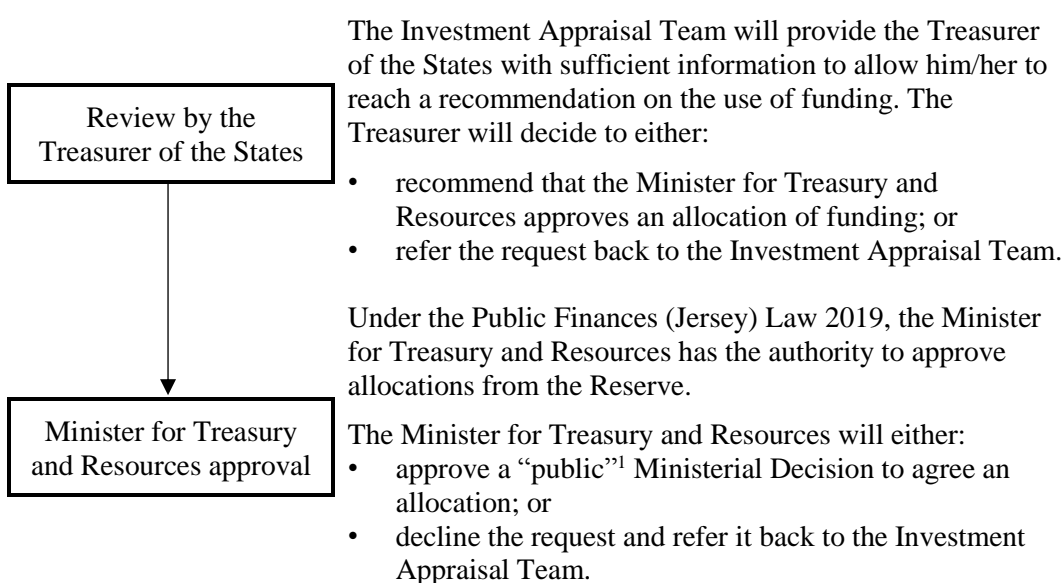 The Investment Appraisal Team will provide the Treasurer
of the States with sufficient information to allow him/her to
reach a recommendation on the use of funding. The
Treasurer will decide to either:
Review by the
Treasurer of the States
• recommend that the Minister for Treasury and
Resources approves an allocation of funding; or
• refer the request back to the Investment Appraisal Team.
Under the Public Finances (Jersey) Law 2019, the Minister
for Treasury and Resources has the authority to approve
allocations from the Reserve.
Minister for Treasury
and Resources approval
The Minister for Treasury and Resources will either:
• approve a “public”¹ Ministerial Decision to agree an
allocation; or
• decline the request and refer it back to the Investment
Appraisal Team.